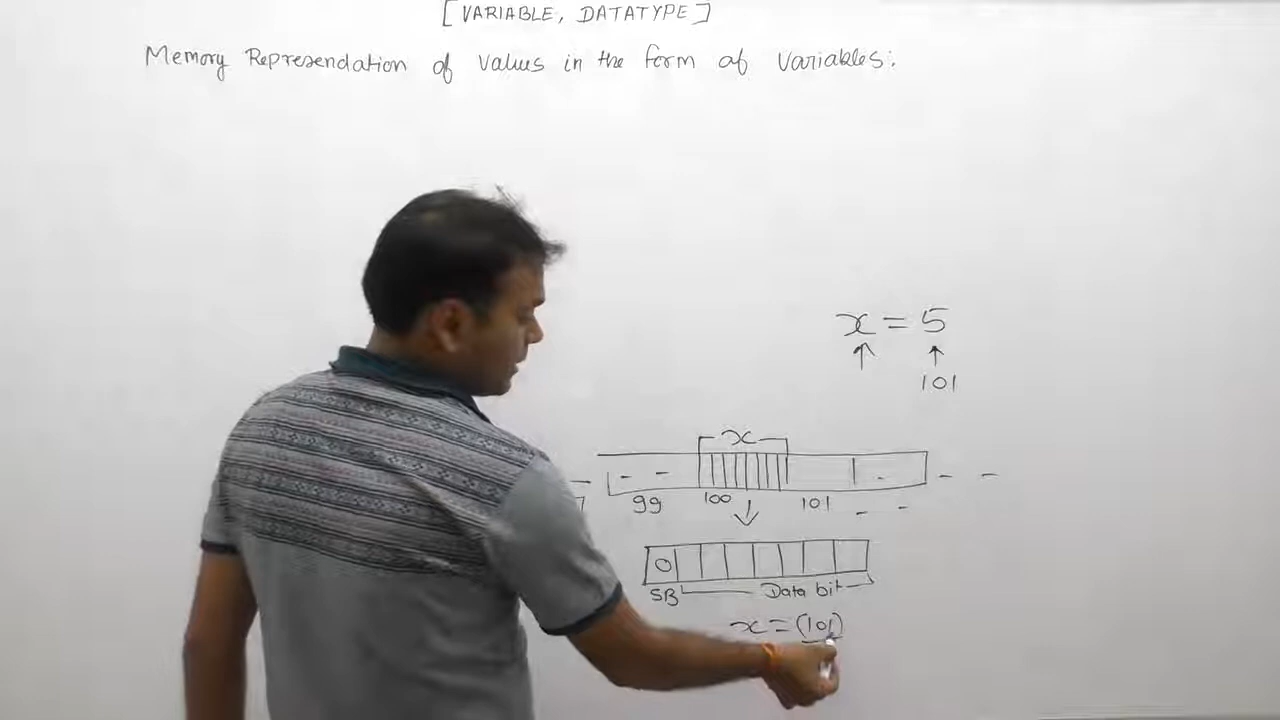 [VARIABLE, DATATYPE]
Memory Represendation of values in the form of variables:
x = 5
101
x
99 100 101
0
SB Data bit
x = (101)